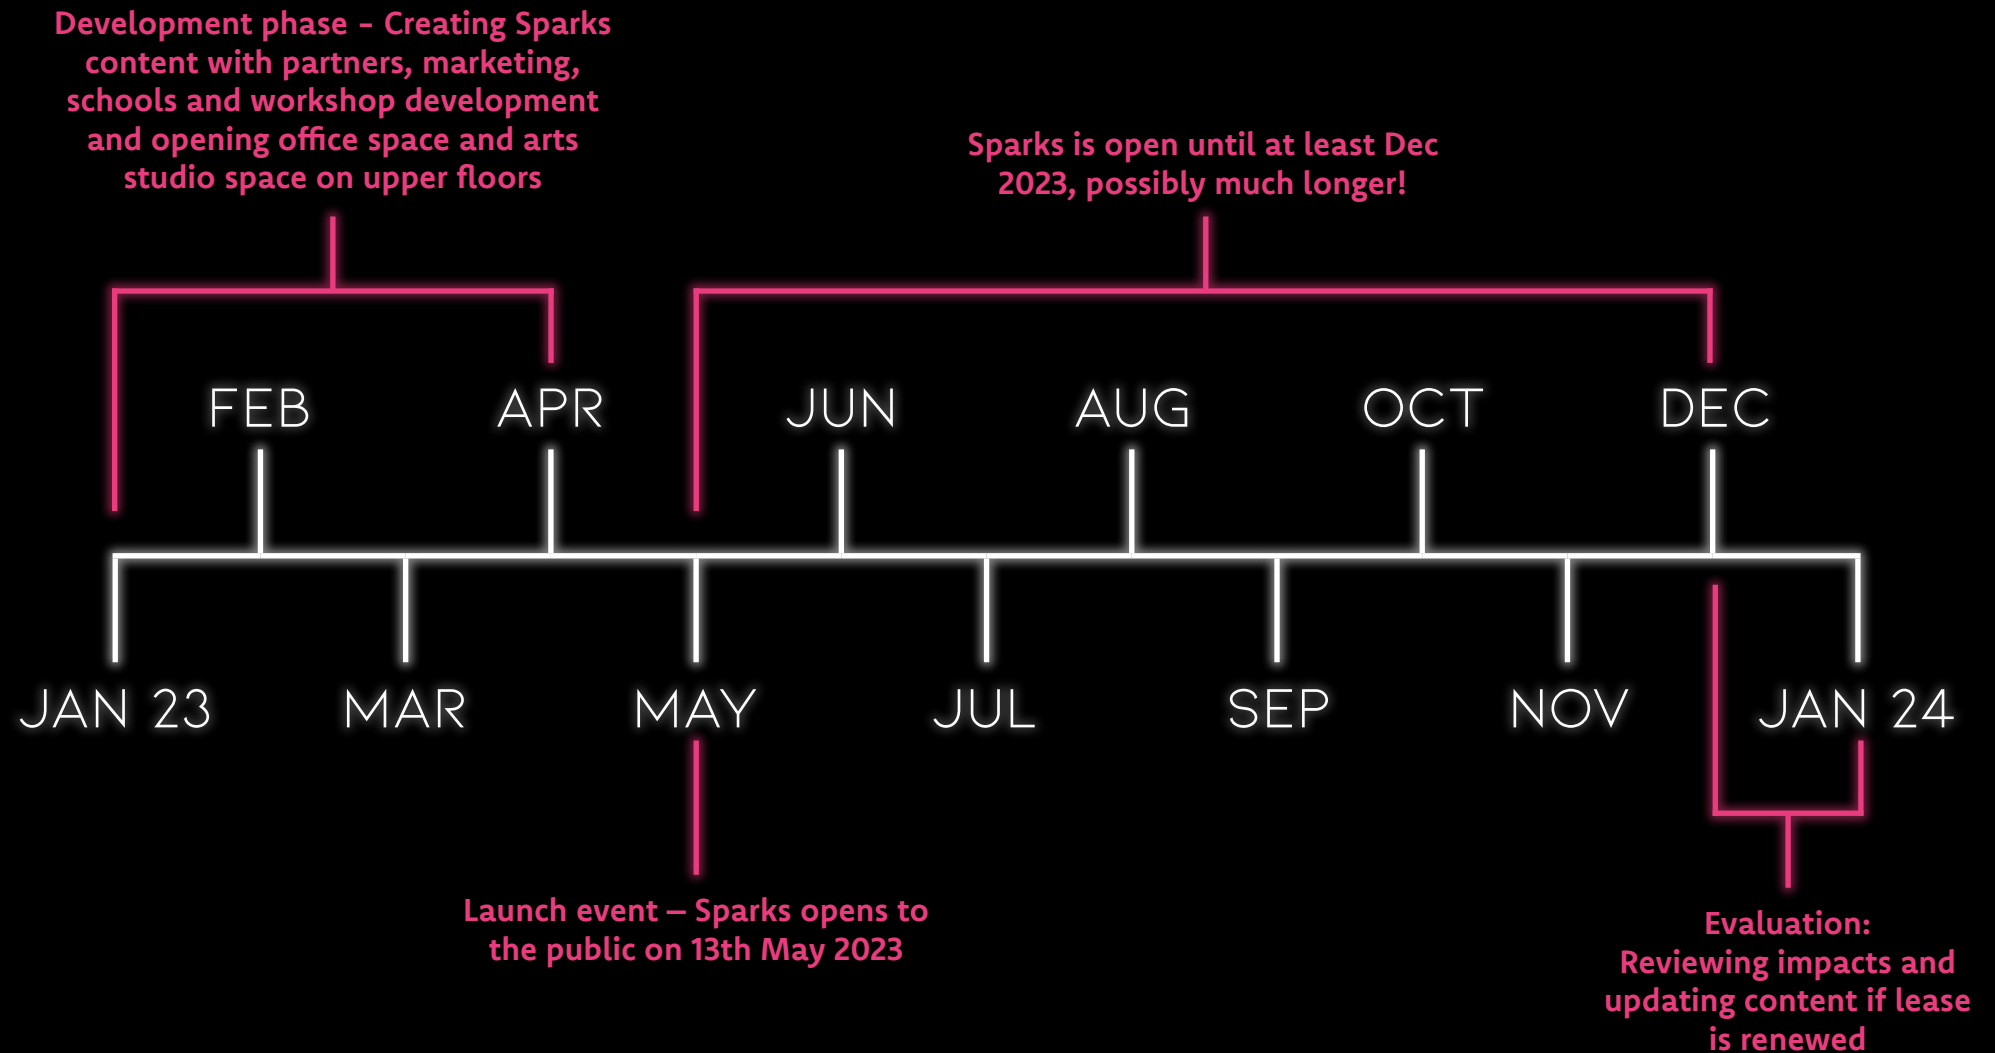 Development phase – Creating Sparks
content with partners, marketing,
schools and workshop development
and opening office space and arts
studio space on upper floors
Sparks is open until at least Dec
2023, possibly much longer!
FEB
APR
JUN
AUG
OCT
DEC
JAN 23
MAR
MAY
JUL
SEP
NOV
JAN 24
Launch event – Sparks opens to
the public on 13th May 2023
Evaluation:
Reviewing impacts and
updating content if lease
is renewed